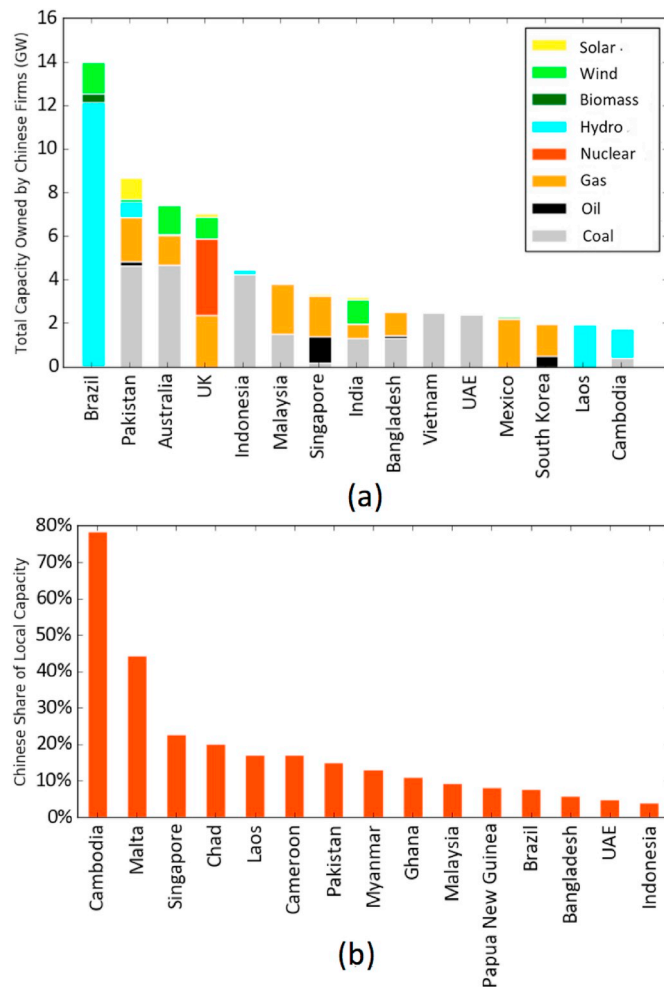 Total Capacity Owned by Chinese Firms (GW)
16
14
12
10
8
6
4
2
0
Solar .
Wind
Biomass
Hydro
Nuclear
Gas
Oil
Coal
Brazil
Pakistan
Australia
UK
Indonesia
Malaysia
Singapore
India
Bangladesh
Vietnam
UAE
Mexico
South Korea
Laos
Cambodia
(a)
Chinese Share of Local Capacity
80%
70%
60%
50%
40%
30%
20%
10%
0%
Cambodia
Malta
Singapore
Chad
Laos
Cameroon
Pakistan
Myanmar
Ghana
Malaysia
Papua New Guinea
Brazil
Bangladesh
UAE
Indonesia
(b)